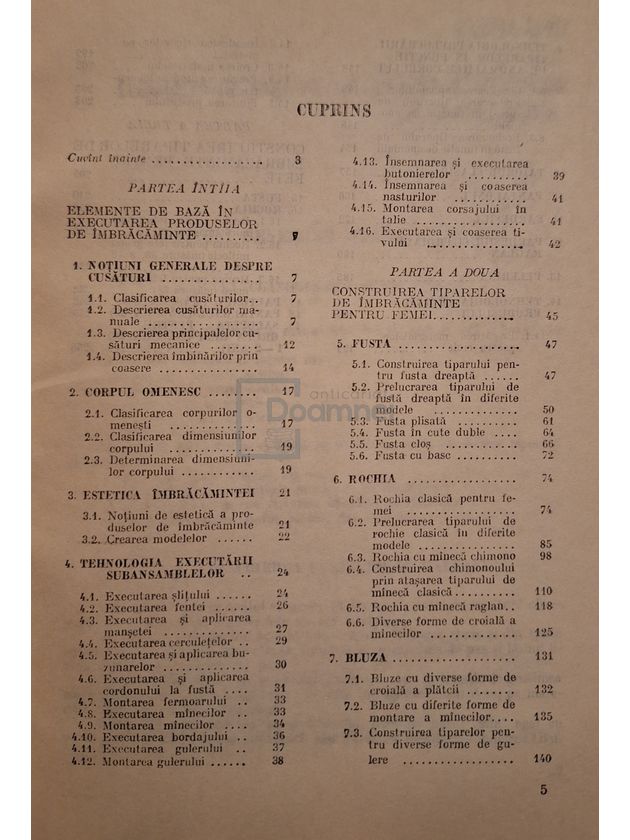 CUPRINS
Cuvînt înainte .................. 3
PARTEA ÎNTÎIA
ELEMENTE DE BAZĂ ÎN
EXECUTAREA PRODUSELOR
DE ÎMBRĂCĂMINTE .......... 7
1. NOȚIUNI GENERALE DESPRE
CUSĂTURI ................ 7
1.1. Clasificarea cusăturilor.. 7
1.2. Descrierea cusăturilor ma-
nuale .................. 7
1.3. Descrierea principalelor cu-
sături mecanice ........ 12
1.4. Descrierea îmbinărilor prin
coasere ................ 14
2. CORPUL OMENESC ........ 17
2.1. Clasificarea corpurilor o-
menești .............. 17
2.2. Clasificarea dimensiunilor
corpului .............. 19
2.3. Determinarea dimensiuni-
lor corpului ............ 19
3. ESTETICA ÎMBRĂCĂMINTEI 21
3.1. Noțiuni de estetică a pro-
duselor de îmbrăcăminte 21
3.2. Crearea modelelor ...... 22
4. TEHNOLOGIA EXECUTĂRII
SUBANSAMBLELOR .. 24
4.1. Executarea șlițului ...... 24
4.2. Executarea fentei ...... 26
4.3. Executarea și aplicarea
manșetei .............. 27
4.4. Executarea cerculețelor .. 29
4.5. Executarea și aplicarea bu-
zunarelor .............. 30
4.6. Executarea și aplicarea
cordonului la fustă .... 31
4.7. Montarea fermoarului .. 33
4.8. Executarea mînecilor .. 33
4.9. Montarea mînecilor .... 34
4.10. Executarea bordajului .. 36
4.11. Executarea gulerului .. 37
4.12. Montarea gulerului ...... 38
4.13. Însemnarea și executarea
butonierelor .......... 39
4.14. Însemnarea și coaserea
nasturilor ............ 41
4.15. Montarea corsajului în
talie .................. 41
4.16. Executarea și coaserea ti-
vului ................ 42
PARTEA A DOUA
CONSTRUIREA TIPARELOR
DE ÎMBRĂCĂMINTE
PENTRU FEMEI.............. 45
5. FUSTA .................... 47
5.1. Construirea tiparului pen-
tru fusta dreaptă ...... 47
5.2. Prelucrarea tiparului de
fustă dreaptă în diferite
modele .............. 50
5.3. Fusta plisată .......... 61
5.4. Fusta în cute duble .... 64
5.5. Fusta cloș ............ 66
5.6. Fusta cu basc .......... 72
6. ROCHIA .................. 74
6.1. Rochia clasică pentru fe-
mei .................. 74
6.2. Prelucrarea tiparului de
rochie clasică în diferite
modele ................ 85
6.3. Rochia cu mînecă chimono 98
6.4. Construirea chimonoului
prin atașarea tiparului de
mînecă clasică.......... 110
6.5. Rochia cu mînecă raglan.. 118
6.6. Diverse forme de croială a
mînecilor .............. 125
7. BLUZA .................... 131
7.1. Bluze cu diverse forme de
croială a plătcii ........ 132
7.2. Bluze cu diferite forme de
montare a mînecilor.... 135
7.3. Construirea tiparelor pen-
tru diverse forme de gu-
lere .................. 140
anticariat
Doamnei
5